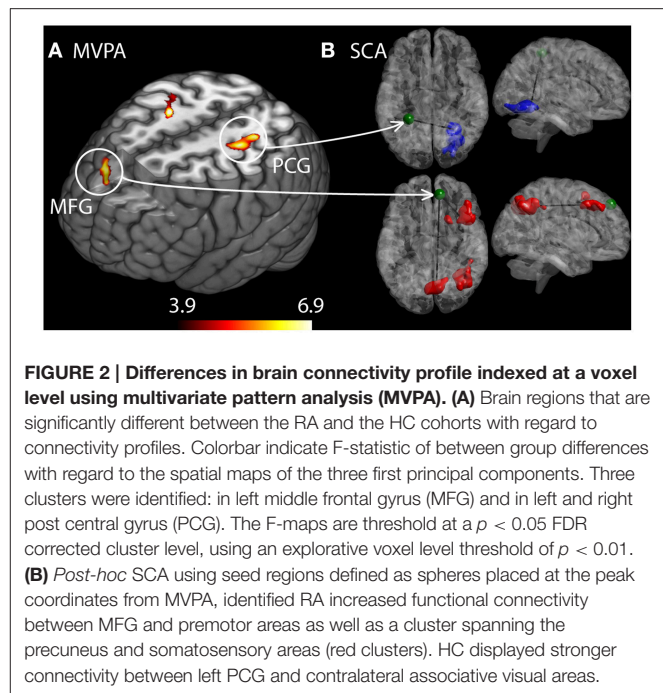 A MVPA
B SCA
PCG
MFG
3.9 6.9
FIGURE 2 | Differences in brain connectivity profile indexed at a voxel
level using multivariate pattern analysis (MVPA). (A) Brain regions that are
significantly different between the RA and the HC cohorts with regard to
connectivity profiles. Colorbar indicate F-statistic of between group differences
with regard to the spatial maps of the three first principal components. Three
clusters were identified: in left middle frontal gyrus (MFG) and in left and right
post central gyrus (PCG). The F-maps are threshold at a p < 0.05 FDR
corrected cluster level, using an explorative voxel level threshold of p < 0.01.
(B) Post-hoc SCA using seed regions defined as spheres placed at the peak
coordinates from MVPA, identified RA increased functional connectivity
between MFG and premotor areas as well as a cluster spanning the
precuneus and somatosensory areas (red clusters). HC displayed stronger
connectivity between left PCG and contralateral associative visual areas.